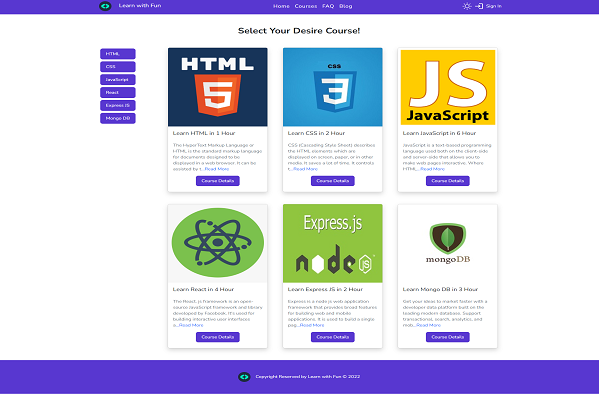 Learn with Fun
Home Courses FAQ Blog
Sign In
Select Your Desire Course!
HTML
CSS
JavaScript
React
Express JS
Mongo DB
HTML
5
Learn HTML in 1 Hour
The HyperText Markup Language or
HTML is the standard markup language
for documents designed to be
displayed in a web browser. It can be
assisted by t...Read More
Course Details
CSS
3
Learn CSS in 2 Hour
CSS (Cascading Style Sheets) describes
the HTML elements which are
displayed on screen, paper, or in other
media. It saves a lot of time. It controls
t...Read More
Course Details
JS
JavaScript
Learn JavaScript in 6 Hour
JavaScript is a text-based programming
language used both on the client-side
and server-side that allows you to
make web pages interactive. Where
HTML...Read More
Course Details
Learn React in 4 Hour
The React.js framework is an open-
source JavaScript framework and library
developed by Facebook. It's used for
building interactive user interfaces
a...Read More
Course Details
Express.js
node
JS
Learn Express JS in 2 Hour
Express is a node js web application
framework that provides broad features
for building web and mobile
applications. It is used to build a single
pag...Read More
Course Details
mongoDB
Learn Mongo DB in 3 Hour
Get your ideas to market faster with a
developer data platform built on the
leading modern database. Support
transactional, search, analytics, and
mob...Read More
Course Details
Copyright Reserved by Learn with Fun © 2022